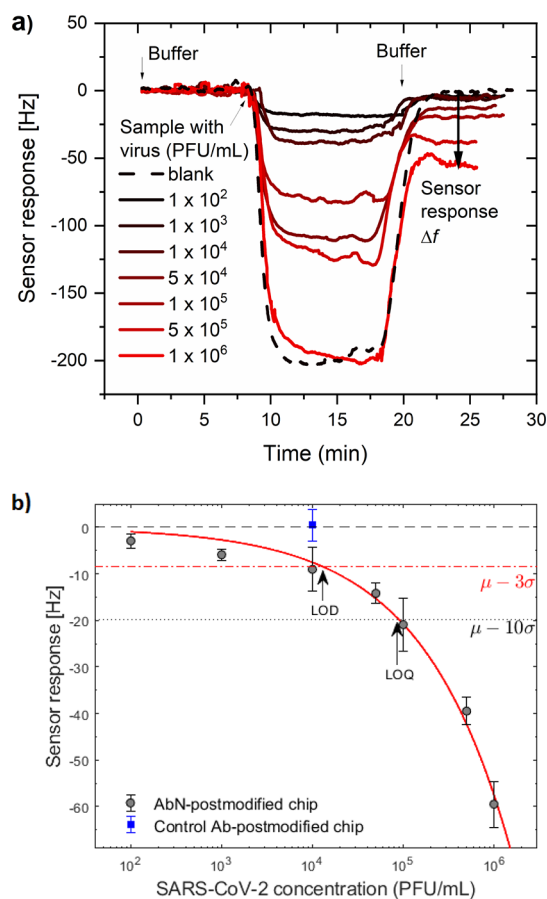 a)
Buffer
Buffer
Sample with
virus (PFU/mL)
blank
1 x 10²
1 x 10³
1 x 10⁴
5 x 10⁴
1 x 10⁵
5 x 10⁵
1 x 10⁶
Sensor
response
Δf
50
0
-50
-100
-150
-200
Sensor response [Hz]
0 5 10 15 20 25 30
Time (min)
b)
0
-10
-20
-30
-40
-50
-60
Sensor response [Hz]
μ − 3σ
LOD
μ − 10σ
LOQ
AbN-postmodified chip
Control Ab-postmodified chip
10² 10³ 10⁴ 10⁵ 10⁶
SARS-CoV-2 concentration (PFU/mL)